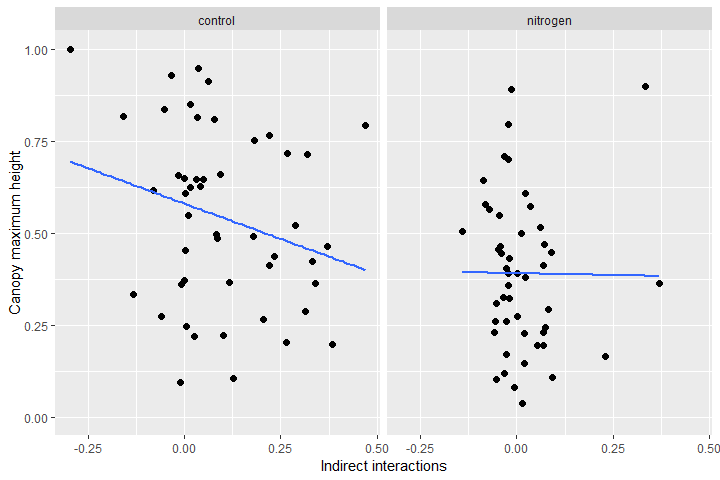 control nitrogen
Canopy maximum height
1.00
0.75
0.50
0.25
0.00
-0.25 0.00 0.25 0.50 -0.25 0.00 0.25 0.50
Indirect interactions